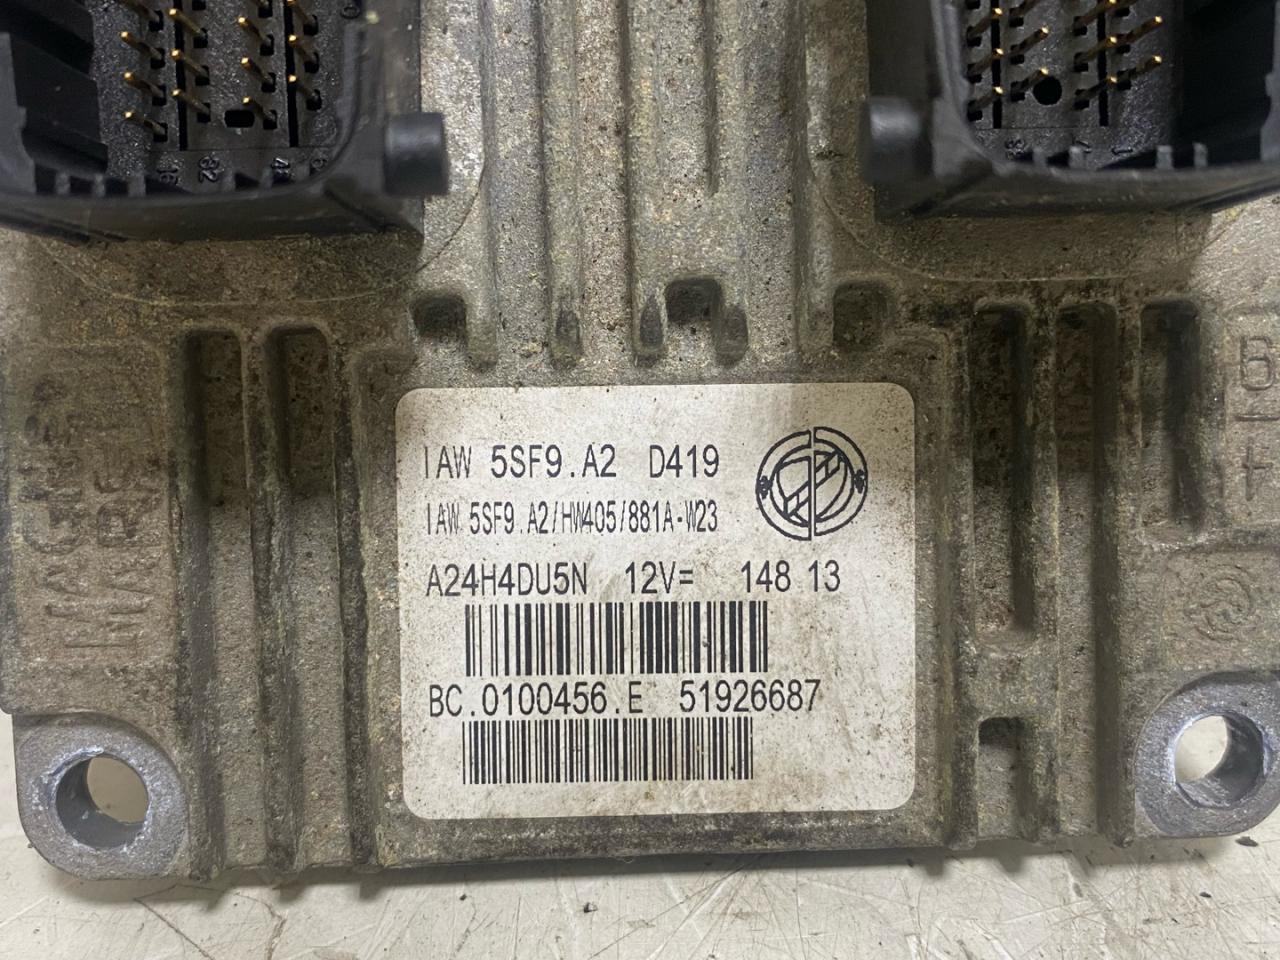 IAW 5SF9.A2 D419
IAW 5SF9.A2/HW405/881A-W23
A24H4DU5N 12V= 148 13
BC.0100456.E 51926687
B